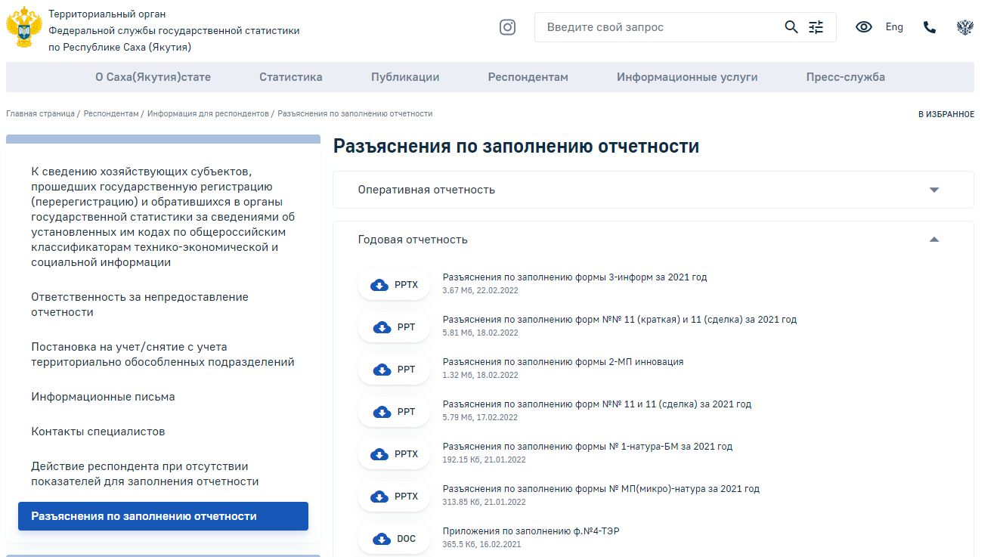 Территориальный орган
Федеральной службы государственной статистики
по Республике Саха (Якутия)
Введите свой запрос
Eng
О Саха(Якутия)стате
Статистика
Публикации
Респондентам
Информационные услуги
Пресс-служба
Главная страница / Респондентам / Информация для респондентов / Разъяснения по заполнению отчетности
В ИЗБРАННОЕ
К сведению хозяйствующих субъектов,
прошедших государственную регистрацию
(перерегистрацию) и обратившихся в органы
государственной статистики за сведениями об
установленных им кодах по общероссийским
классификаторам технико-экономической и
социальной информации
Ответственность за непредоставление
отчетности
Постановка на учет/снятие с учета
территориально обособленных подразделений
Информационные письма
Контакты специалистов
Действие респондента при отсутствии
показателей для заполнения отчетности
Разъяснения по заполнению отчетности
Разъяснения по заполнению отчетности
Оперативная отчетность
Годовая отчетность
PPTX
Разъяснения по заполнению формы 3-информ за 2021 год
3.67 Мб, 22.02.2022
PPT
Разъяснения по заполнению форм №№ 11 (краткая) и 11 (сделка) за 2021 год
5.81 Мб, 18.02.2022
PPT
Разъяснения по заполнению формы 2-МП инновация
1.32 Мб, 18.02.2022
PPT
Разъяснения по заполнению форм №№ 11 и 11 (сделка) за 2021 год
5.79 Мб, 17.02.2022
PPTX
Разъяснения по заполнению формы № 1-натура-БМ за 2021 год
192.15 Кб, 21.01.2022
PPTX
Разъяснения по заполнению формы № МП(микро)-натура за 2021 год
313.85 Кб, 21.01.2022
DOC
Приложения по заполнению ф.№4-ТЭР
365.5 Кб, 16.02.2021